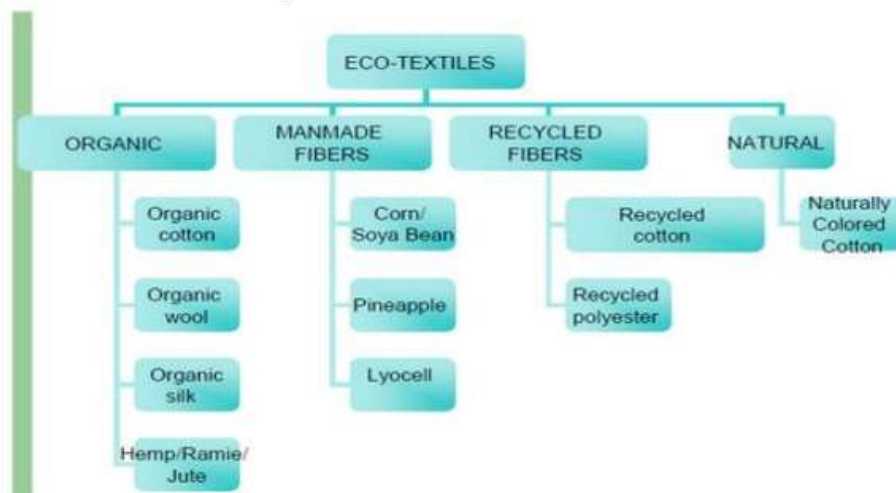 ECO-TEXTILES
ORGANIC
MANMADE
FIBERS
RECYCLED
FIBERS
NATURAL
Organic
cotton
Organic
wool
Organic
silk
Hemp/Ramie/
Jute
Corn/
Soya Bean
Pineapple
Lyocell
Recycled
cotton
Recycled
polyester
Naturally
Colored
Cotton